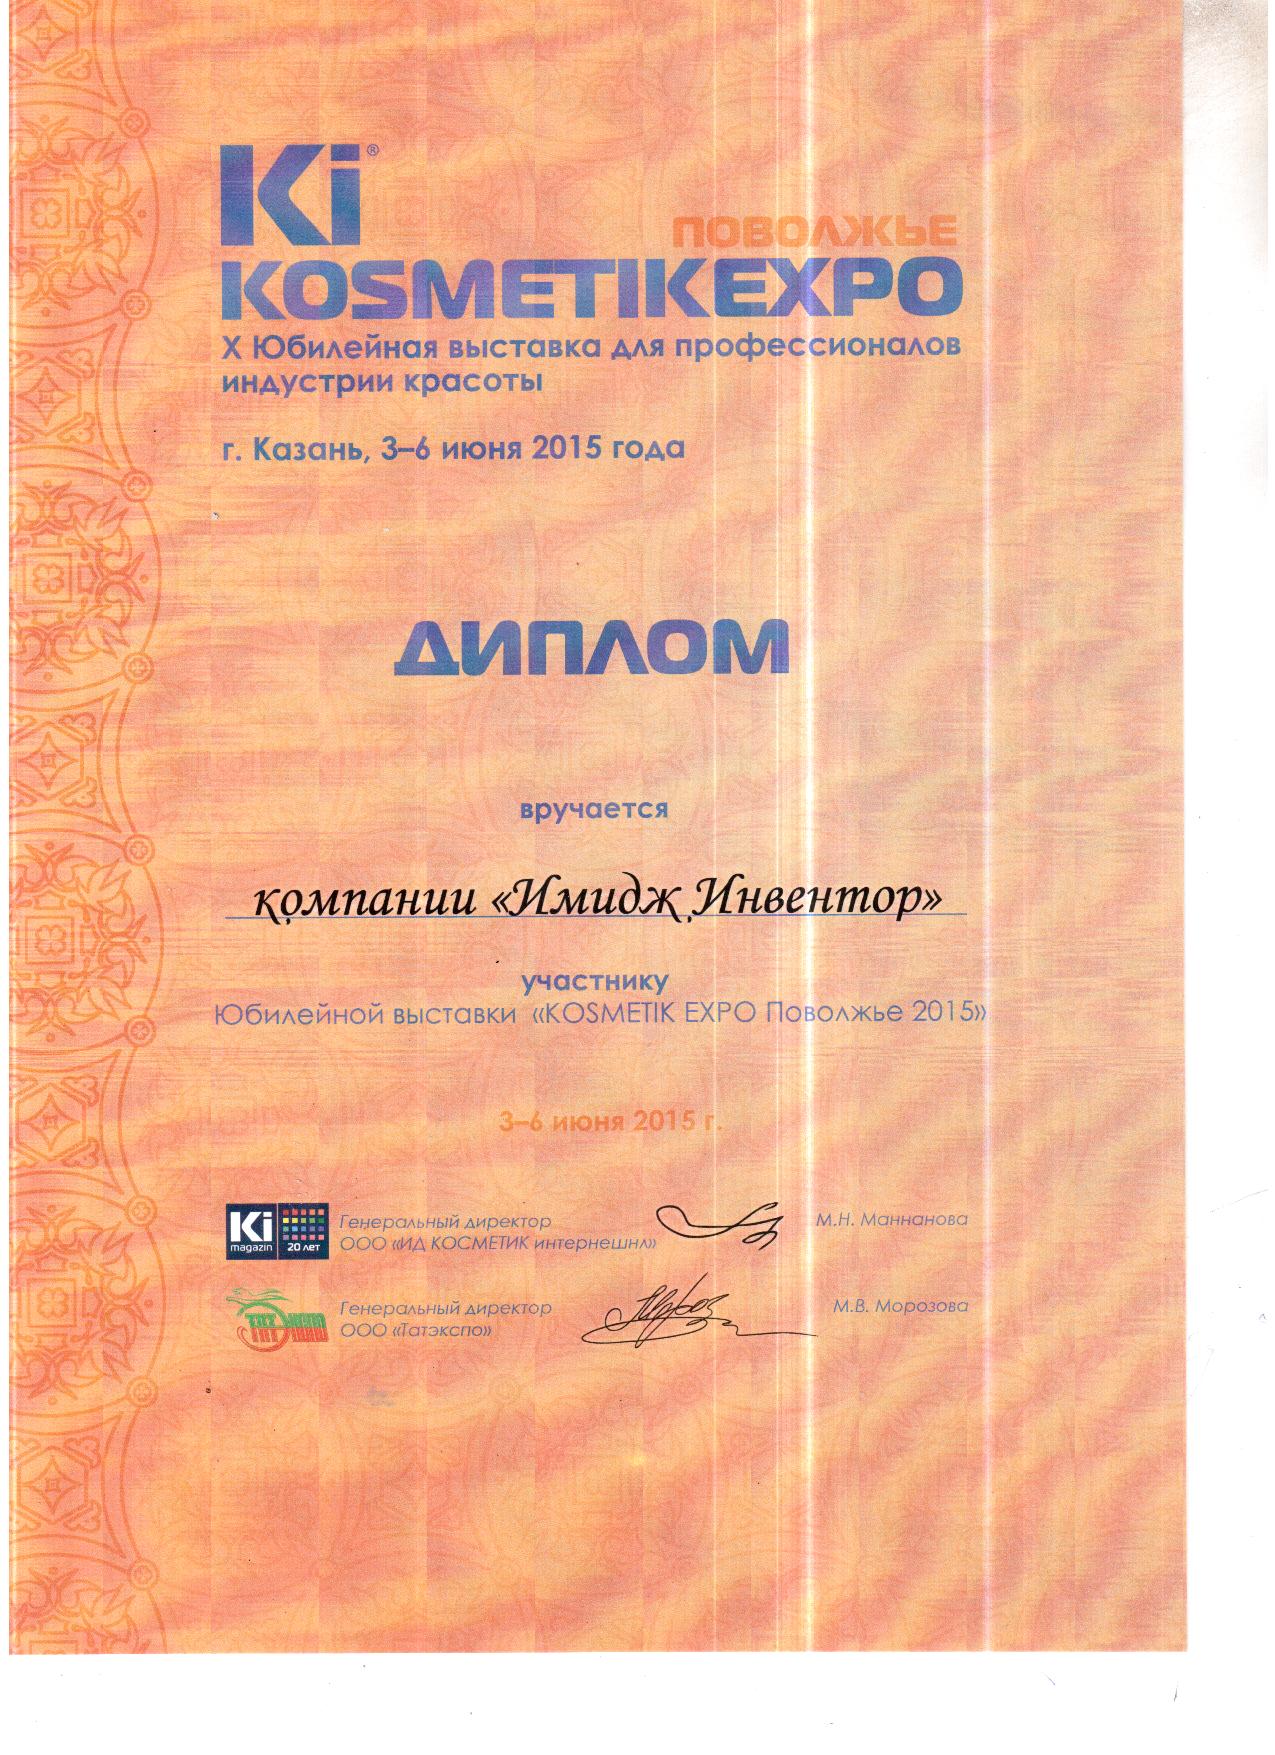 Ki®
ПОВОЛЖЬЕ
KOSMETIKEXPO
X Юбилейная выставка для профессионалов
индустрии красоты
г. Казань, 3–6 июня 2015 года
ДИПЛОМ
вручается
компании «Имидж Инвентор»
участнику
Юбилейной выставки «KOSMETIK EXPO Поволжье 2015»
3–6 июня 2015 г.
Ki
magazin
20 лет
Генеральный директор
ООО «ИД КОСМЕТИК интернешнл»
М.Н. Маннанова
ТАТЭКСПО
Генеральный директор
ООО «Татэкспо»
М.В. Морозова